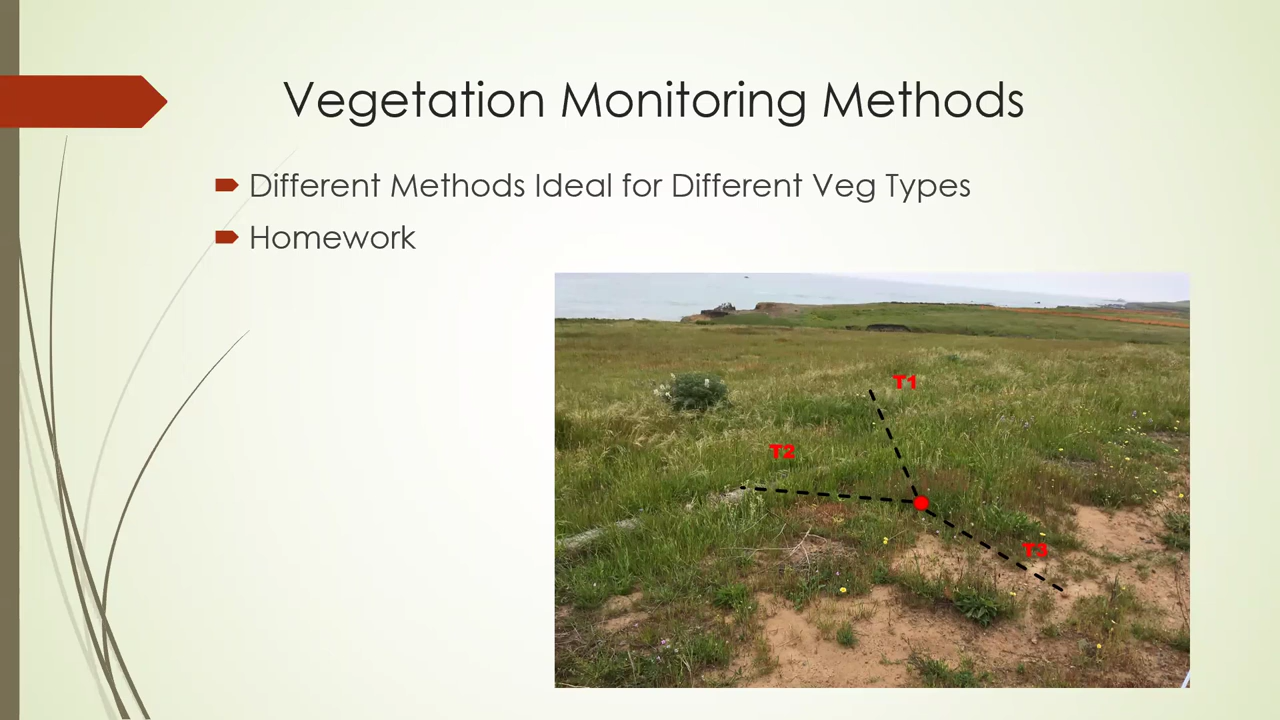 Vegetation Monitoring Methods
Different Methods Ideal for Different Veg Types
Homework
T1
T2
T3